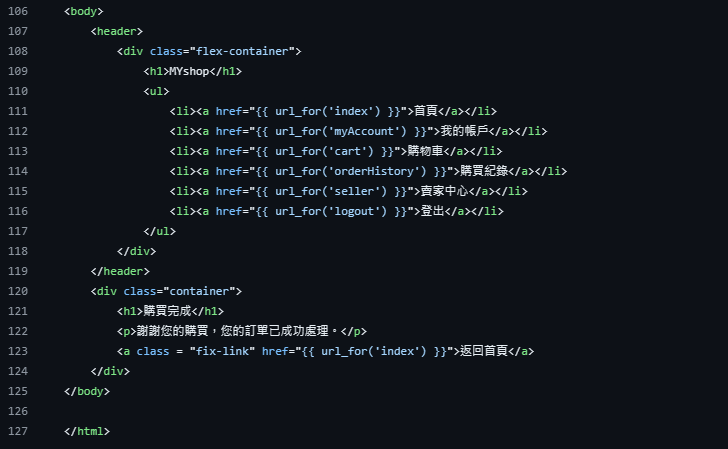 106 <body>
107 <header>
108 <div class="flex-container">
109 <h1>MYshop</h1>
110 <ul>
111 <li><a href="{{ url_for('index') }}">首頁</a></li>
112 <li><a href="{{ url_for('myAccount') }}">我的帳戶</a></li>
113 <li><a href="{{ url_for('cart') }}">購物車</a></li>
114 <li><a href="{{ url_for('orderHistory') }}">購買紀錄</a></li>
115 <li><a href="{{ url_for('seller') }}">賣家中心</a></li>
116 <li><a href="{{ url_for('logout') }}">登出</a></li>
117 </ul>
118 </div>
119 </header>
120 <div class="container">
121 <h1>購買完成</h1>
122 <p>謝謝您的購買，您的訂單已成功處理。</p>
123 <a class = "fix-link" href="{{ url_for('index') }}">返回首頁</a>
124 </div>
125 </body>
126
127 </html>